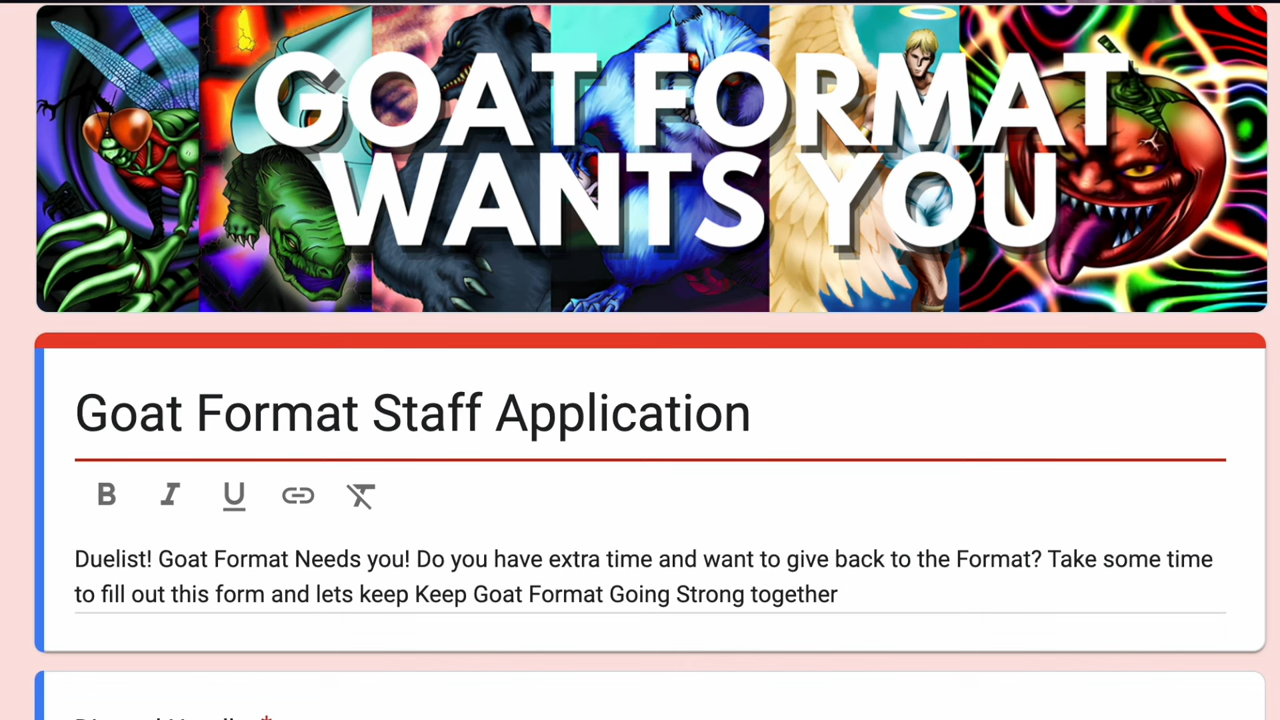 GOAT FORMAT
WANTS YOU
Goat Format Staff Application
B I U
Duelist! Goat Format Needs you! Do you have extra time and want to give back to the Format? Take some time
to fill out this form and lets keep Keep Goat Format Going Strong together